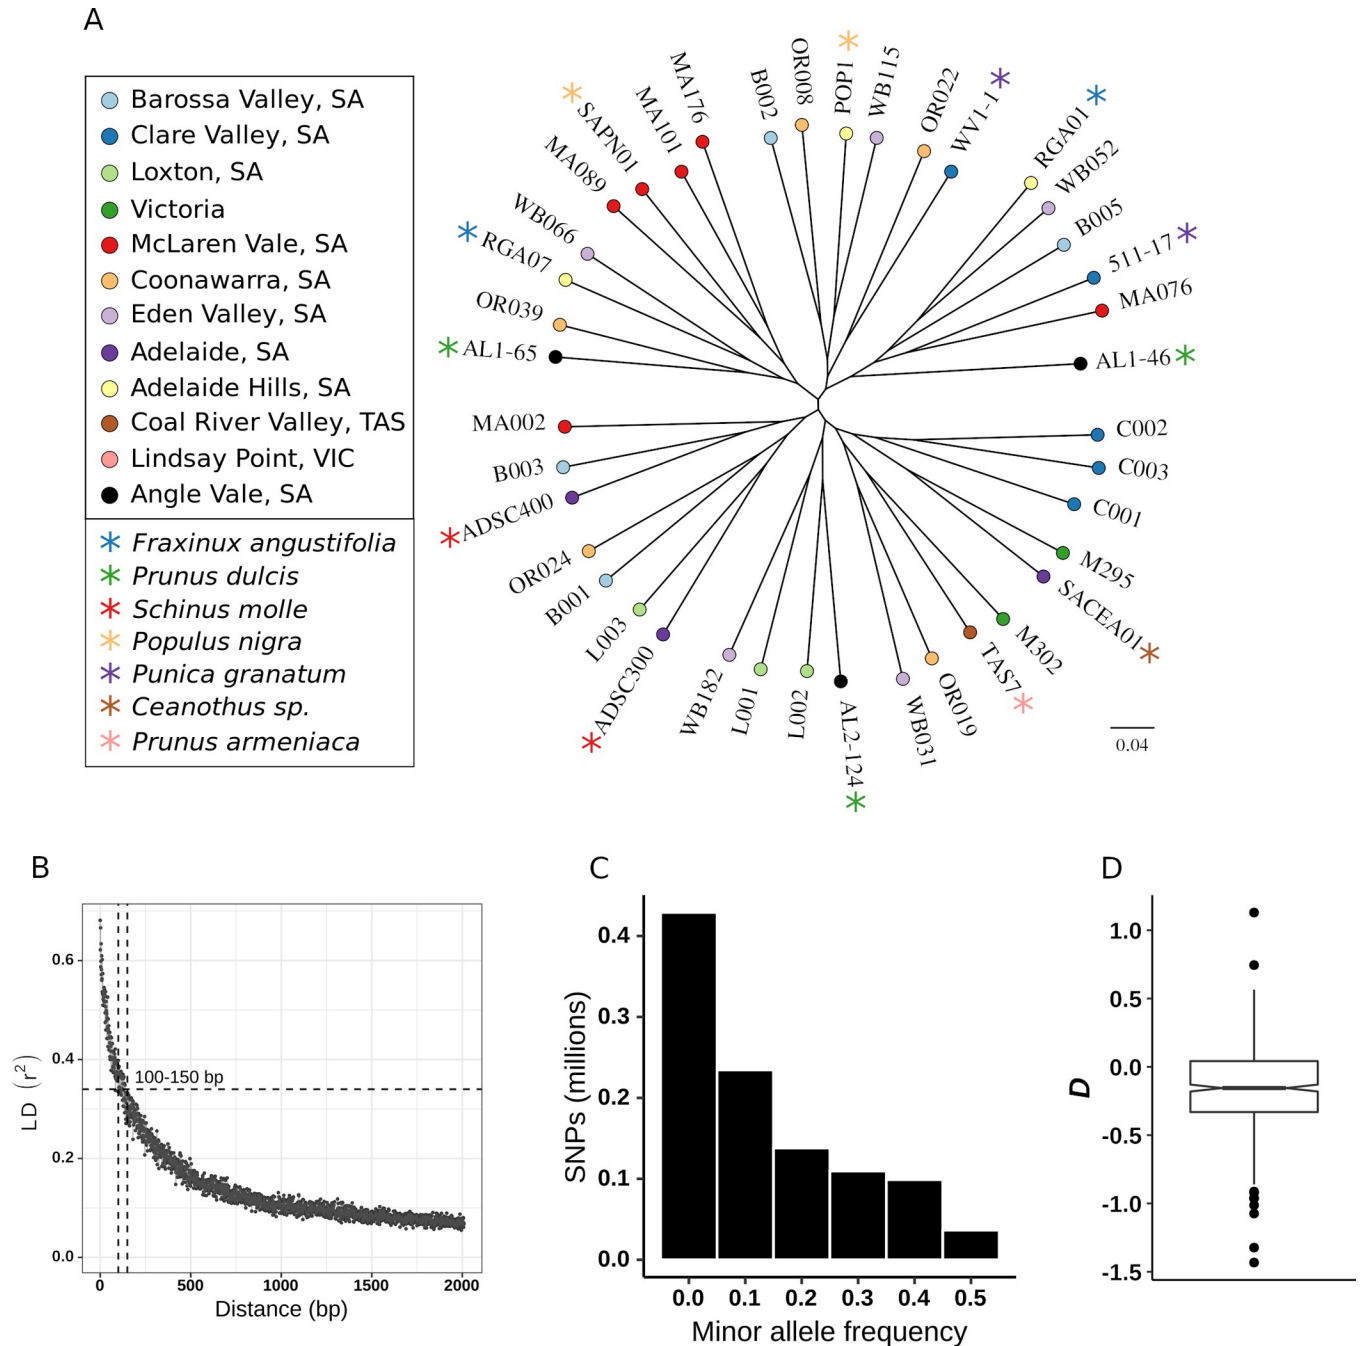 A
Barossa Valley, SA
Clare Valley, SA
Loxton, SA
Victoria
McLaren Vale, SA
Coonawarra, SA
Eden Valley, SA
Adelaide, SA
Adelaide Hills, SA
Coal River Valley, TAS
Lindsay Point, VIC
Angle Vale, SA
Fraxinux angustifolia
Prunus dulcis
Schinus molle
Populus nigra
Punica granatum
Ceanothus sp.
Prunus armeniaca
MA002
AL1-65
OR039
RGA07
WB066
MA089
SAPN01
MA101
MA176
B002
OR008
POP1
WB115
OR022
WV1-1
RGA01
WB052
B005
511-17
MA076
AL1-46
C002
C003
C001
M295
SACEA01
M302
TAS7
OR019
WB031
AL2-124
L002
L001
WB182
ADSC300
L003
B001
OR024
ADSC400
B003
0.04
B
LD (r²)
0.6
0.4
0.2
0.0
100-150 bp
0 500 1000 1500 2000
Distance (bp)
C
SNPs (millions)
0.4
0.3
0.2
0.1
0.0
0.0 0.1 0.2 0.3 0.4 0.5
Minor allele frequency
D
D
1.0
0.5
0.0
-0.5
-1.0
-1.5